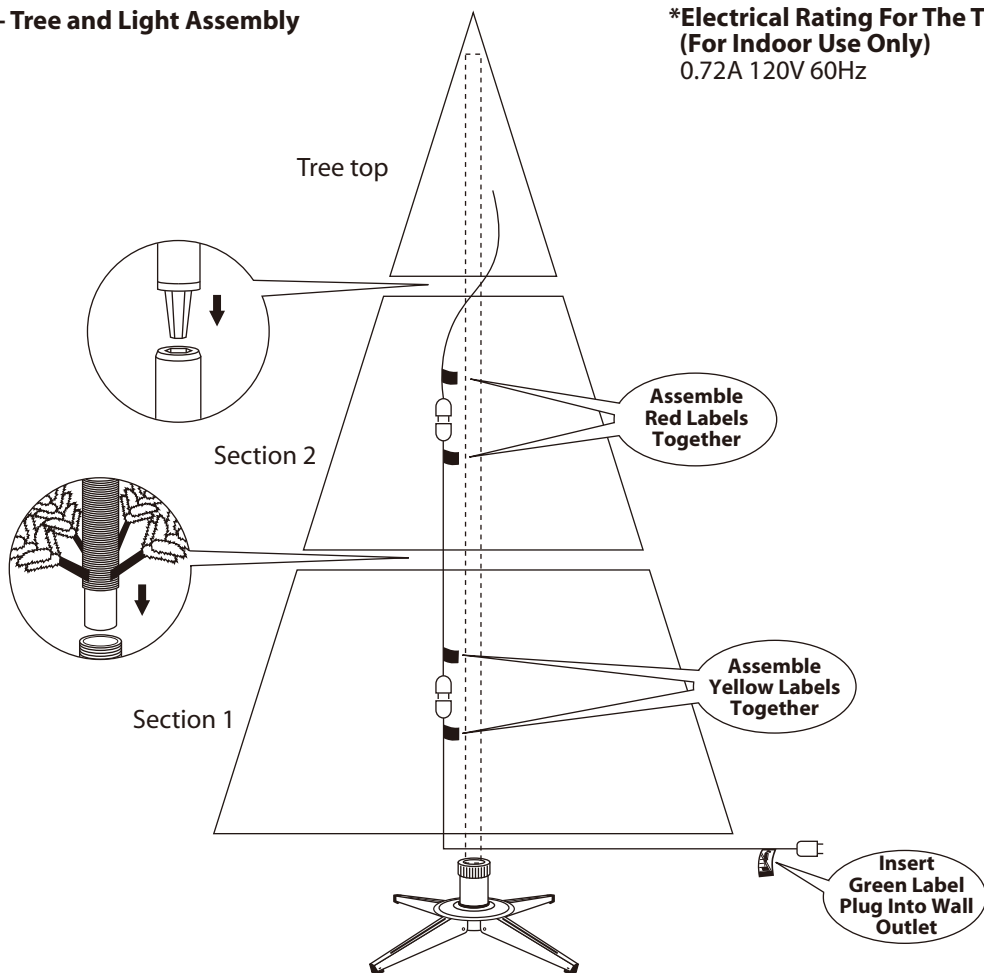 - Tree and Light Assembly
*Electrical Rating For The T
(For Indoor Use Only)
0.72A 120V 60Hz
Tree top
Assemble
Red Labels
Together
Section 2
Assemble
Yellow Labels
Together
Section 1
Insert
Green Label
Plug Into Wall
Outlet